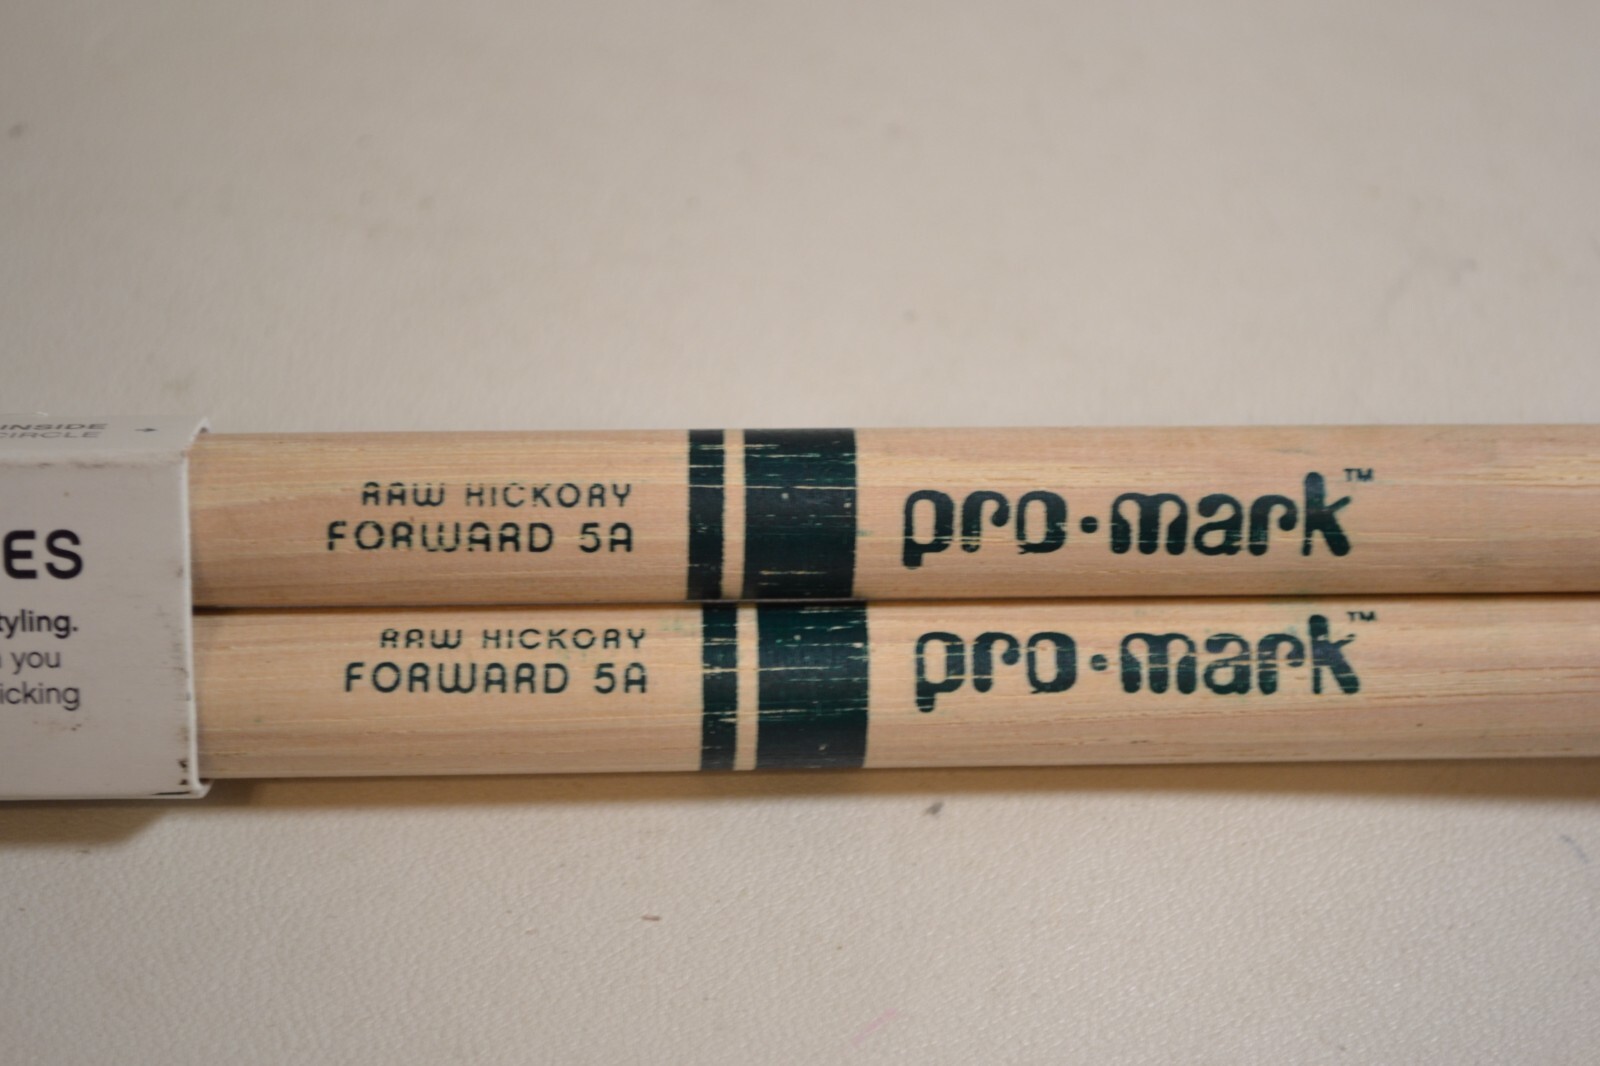 INSIDE
CIRCLE
ES
tyling.
you
icking
RAW HICKORY
FORWARD 5A
pro·mark™
RAW HICKORY
FORWARD 5A
pro·mark™